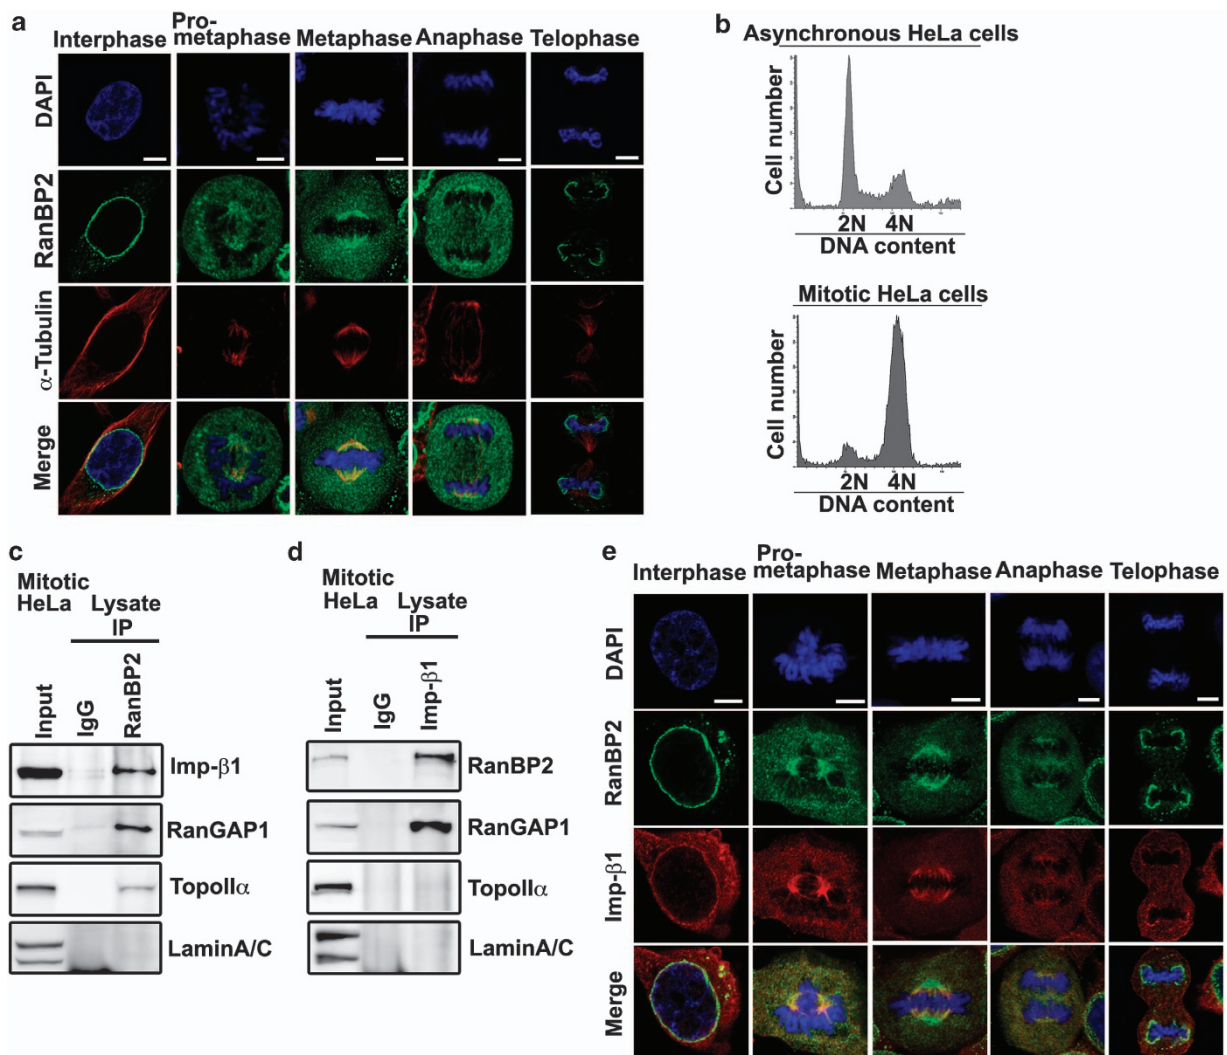 a
Interphase
Pro-
metaphase
Metaphase
Anaphase
Telophase
DAPI
RanBP2
α-Tubulin
Merge
b
Asynchronous HeLa cells
Cell number
2N 4N
DNA content
Mitotic HeLa cells
Cell number
2N 4N
DNA content
c
Mitotic
HeLa Lysate
IP
Input
IgG
RanBP2
Imp-β1
RanGAP1
TopoIIα
LaminA/C
d
Mitotic
HeLa Lysate
IP
Input
IgG
Imp-β1
RanBP2
RanGAP1
TopoIIα
LaminA/C
e
Interphase
Pro-
metaphase
Metaphase
Anaphase
Telophase
DAPI
RanBP2
Imp-β1
Merge